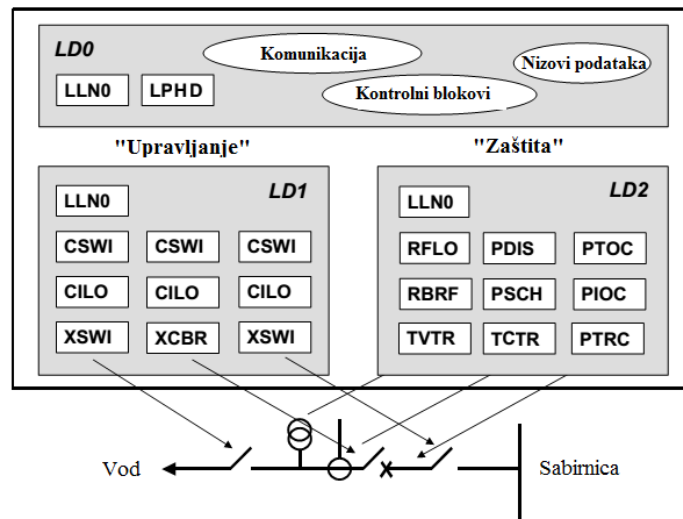 LD0
Komunikacija
Nizovi podataka
LLN0 LPHD
Kontrolni blokovi
"Upravljanje"
"Zaštita"
LD1
LLN0
CSWI CSWI CSWI
CILO CILO CILO
XSWI XCBR XSWI
LD2
LLN0
RFLO PDIS PTOC
RBRF PSCH PIOC
TVTR TCTR PTRC
Vod
Sabirnica